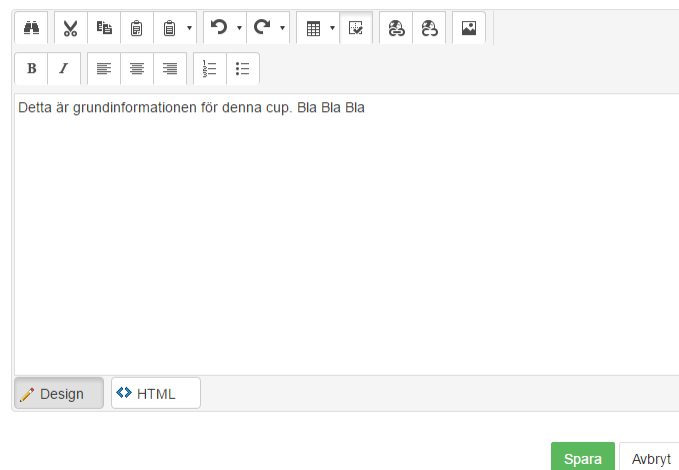 B I
Detta är grundinformationen för denna cup. Bla Bla Bla
Design HTML
Spara Avbryt